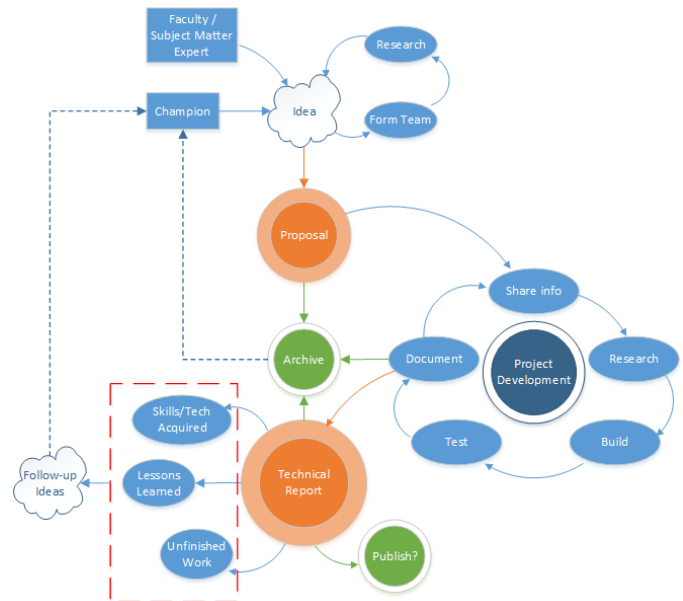 Faculty /
Subject Matter
Expert
Research
Champion
Idea
Form Team
Proposal
Share info
Archive
Document
Project
Development
Research
Skills/Tech
Acquired
Test
Build
Follow-up
Ideas
Lessons
Learned
Technical
Report
Unfinished
Work
Publish?